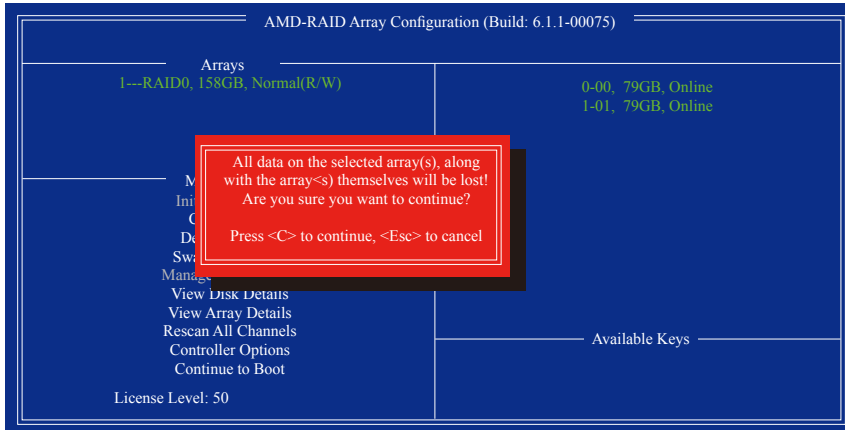 AMD-RAID Array Configuration (Build: 6.1.1-00075)
Arrays
1---RAID0, 158GB, Normal(R/W)
0-00, 79GB, Online
1-01, 79GB, Online
All data on the selected array(s), along
with the array<s) themselves will be lost!
Are you sure you want to continue?
Press <C> to continue, <Esc> to cancel
View Disk Details
View Array Details
Rescan All Channels
Controller Options
Continue to Boot
License Level: 50
Available Keys